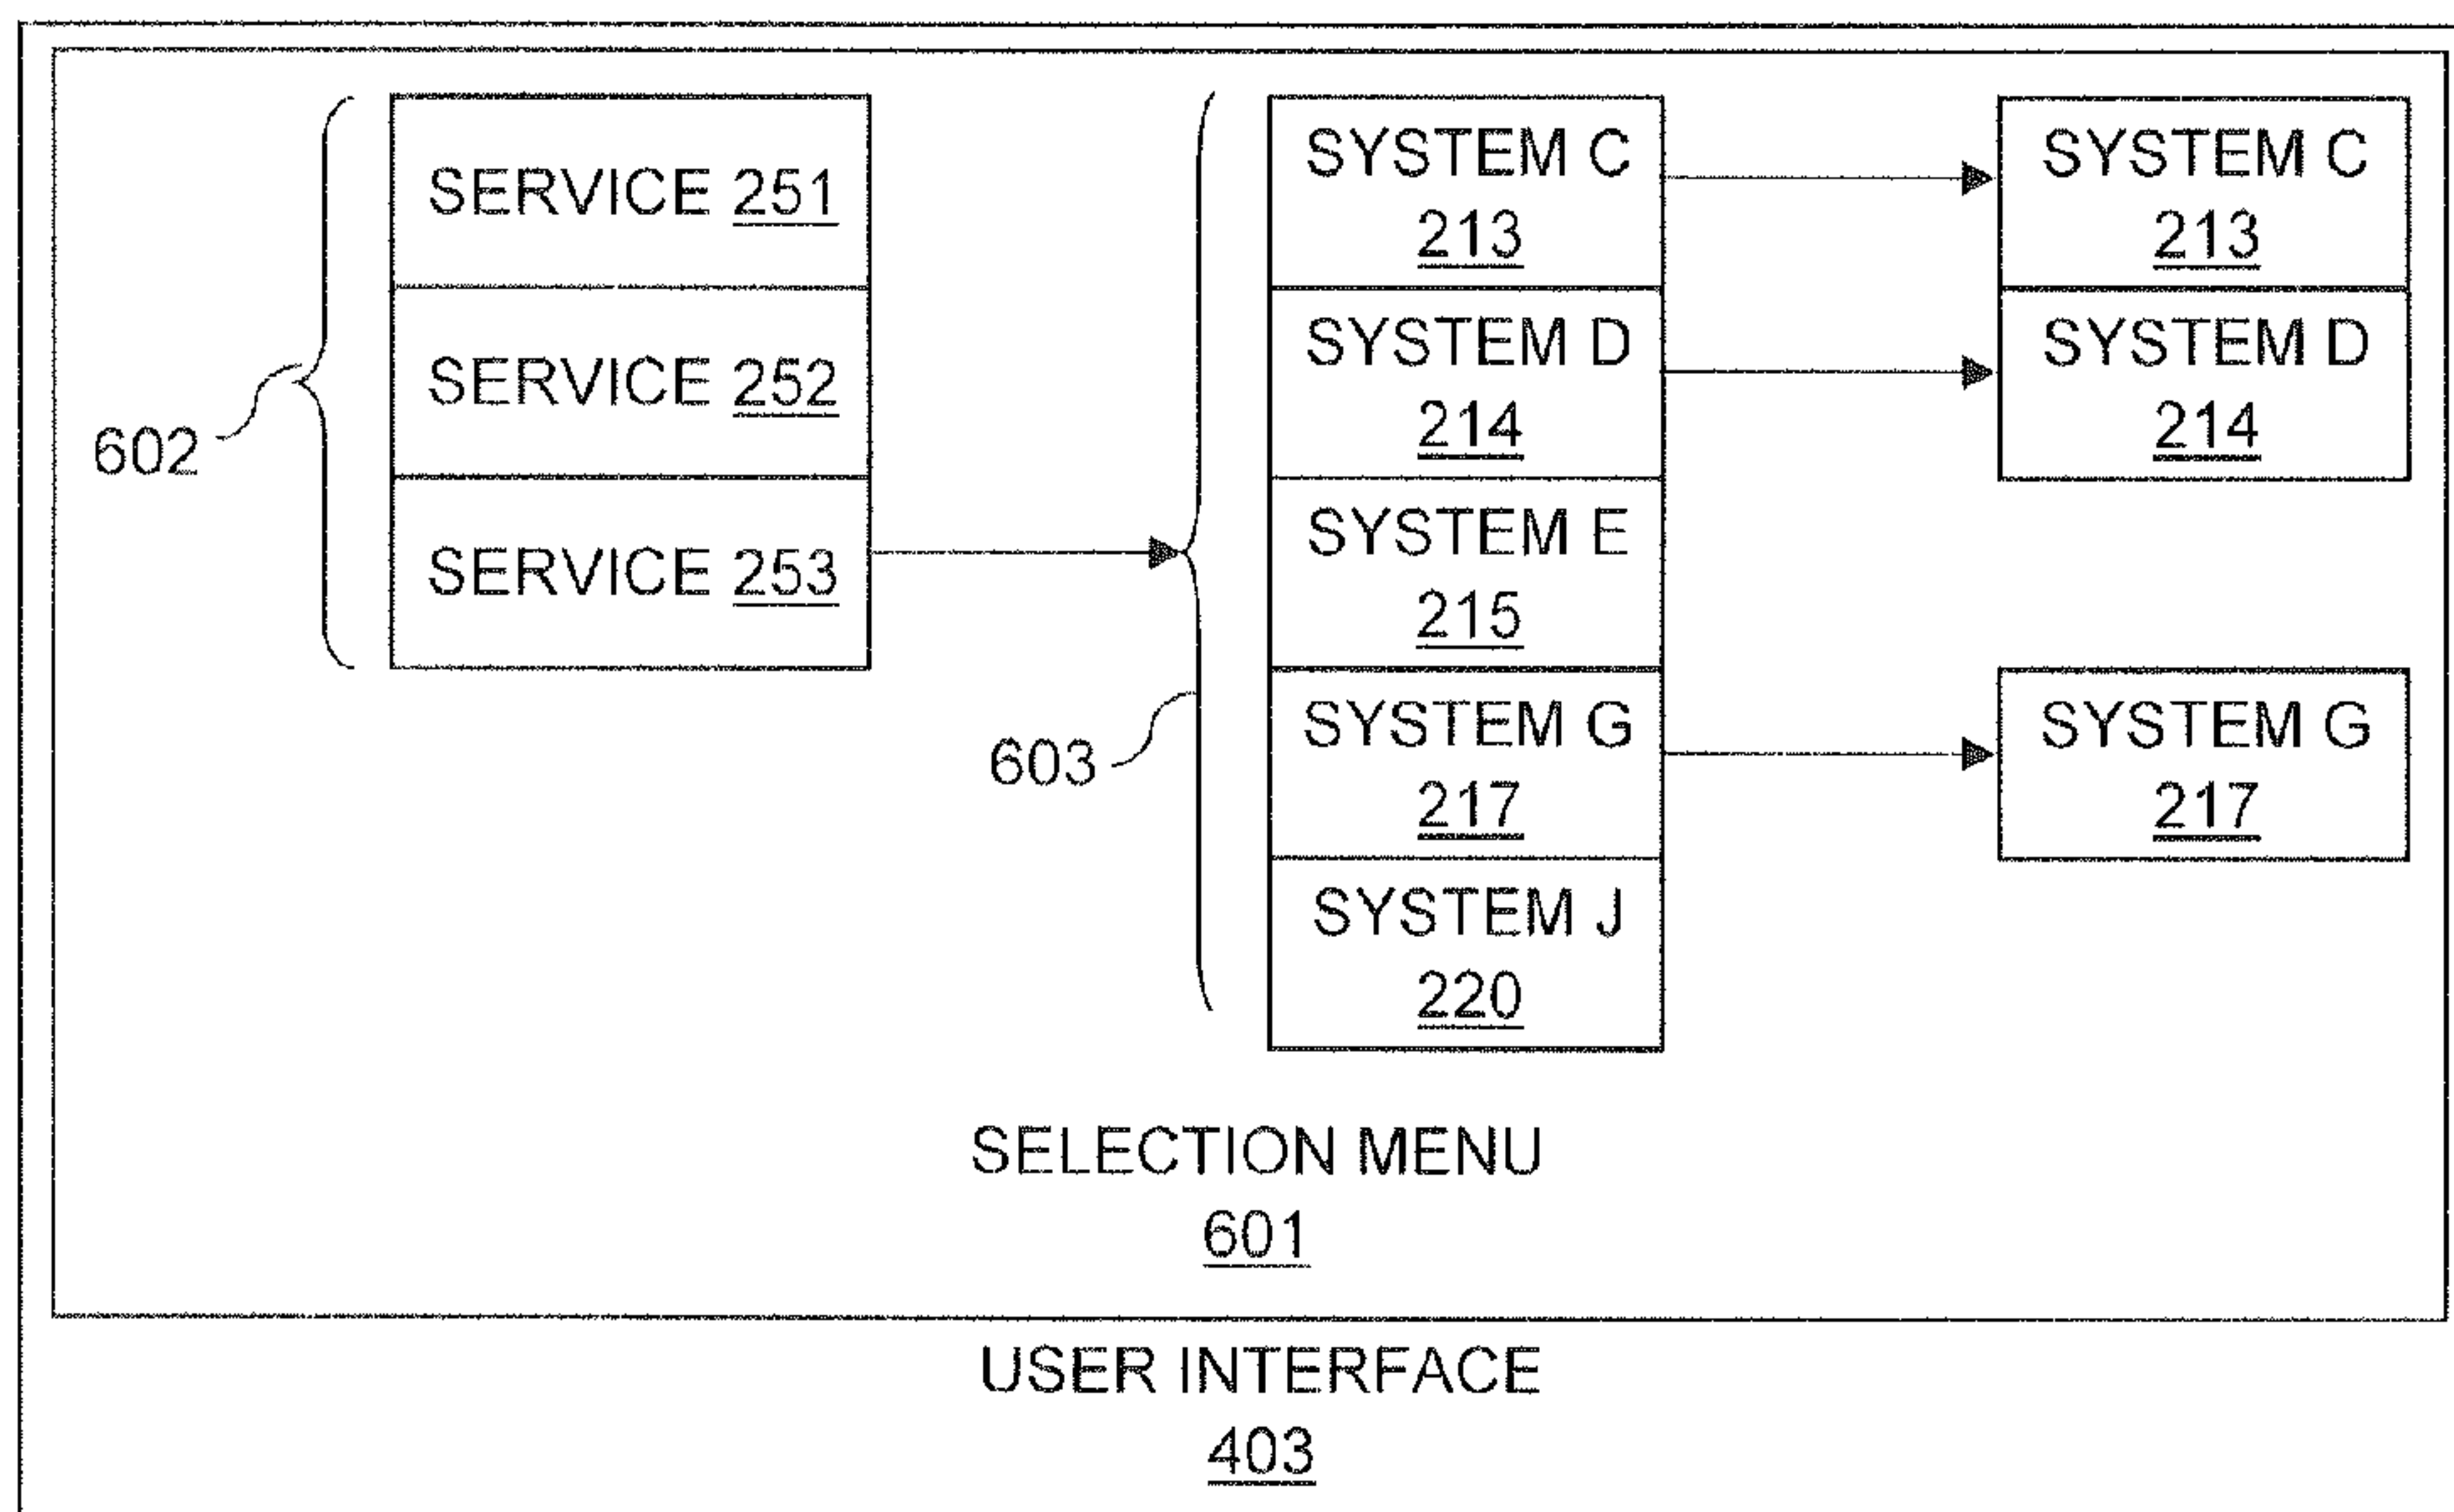 SERVICE 251
SERVICE 252
SERVICE 253
602
SYSTEM C
213
SYSTEM D
214
SYSTEM E
215
SYSTEM G
217
SYSTEM J
220
603
SYSTEM C
213
SYSTEM D
214
SYSTEM G
217
SELECTION MENU
601
USER INTERFACE
403